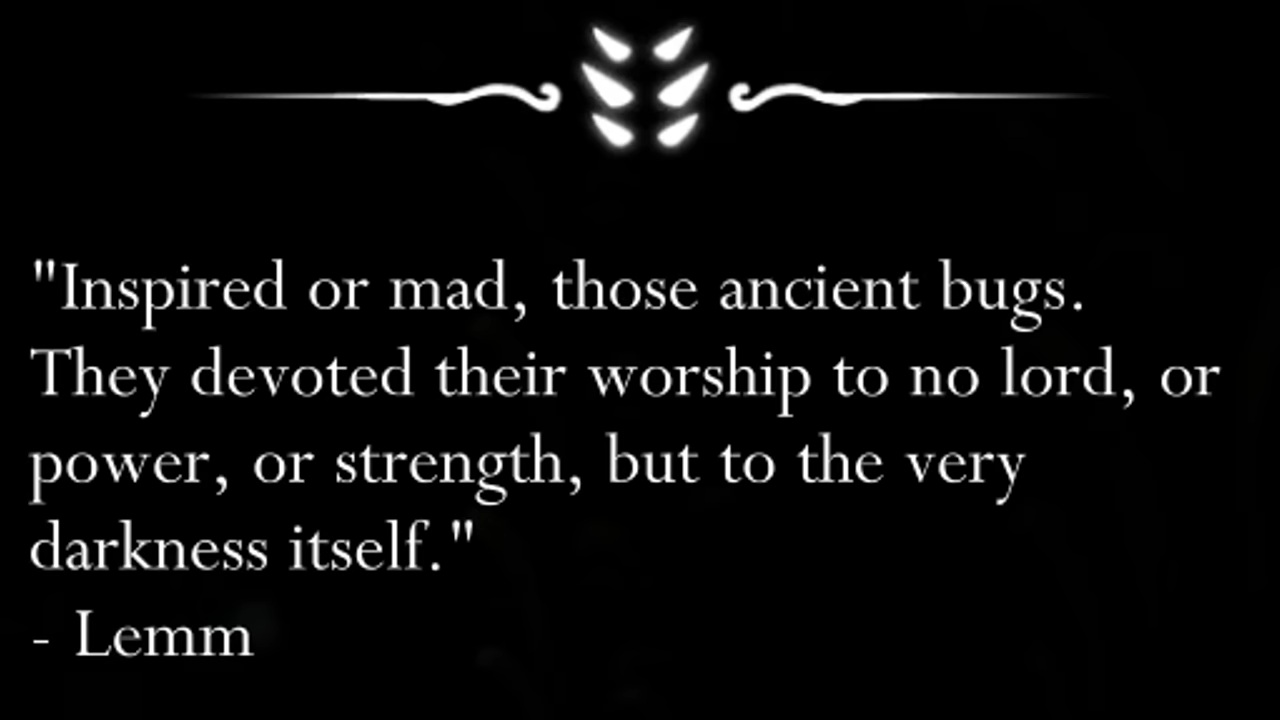 "Inspired or mad, those ancient bugs.
They devoted their worship to no lord, or
power, or strength, but to the very
darkness itself."
- Lemm